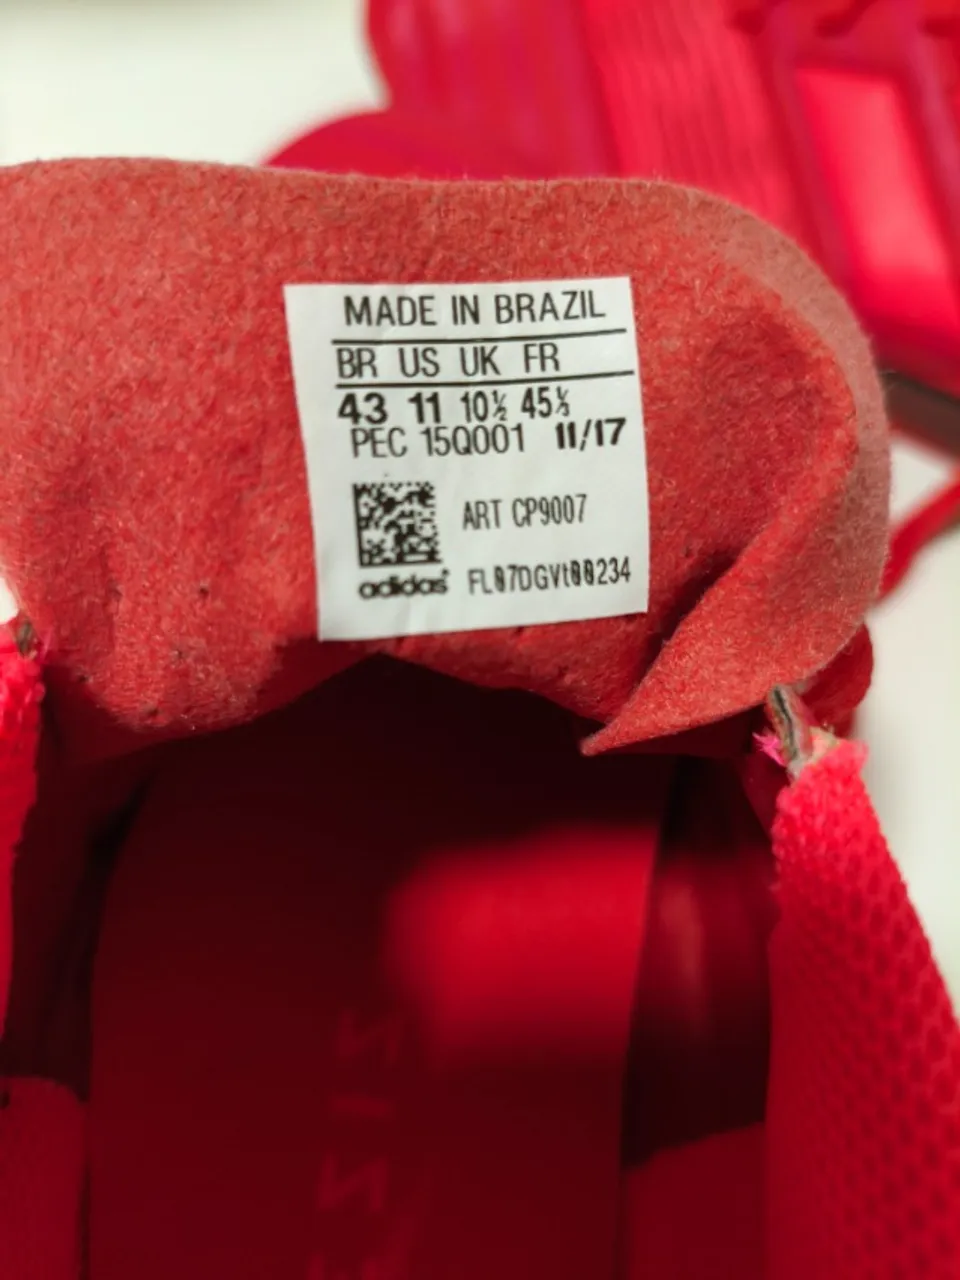 MADE IN BRAZIL
BR US UK FR
43 11 10½ 45⅓
PEC 15Q001 11/17
ART CP9007
adidas FL07DGVt00234